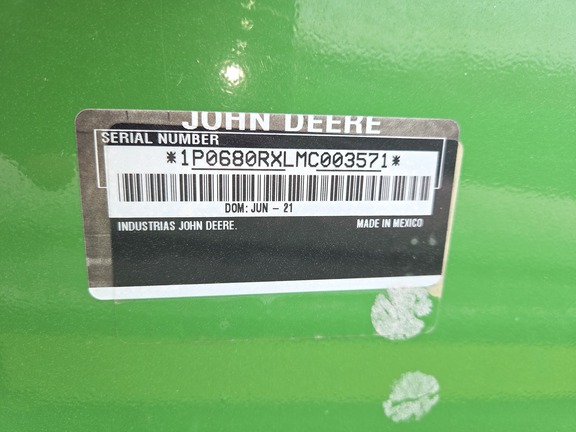 JOHN DEERE
SERIAL NUMBER
*1P0680RXLMC003571*
DOM: JUN - 21
INDUSTRIAS JOHN DEERE. MADE IN MEXICO